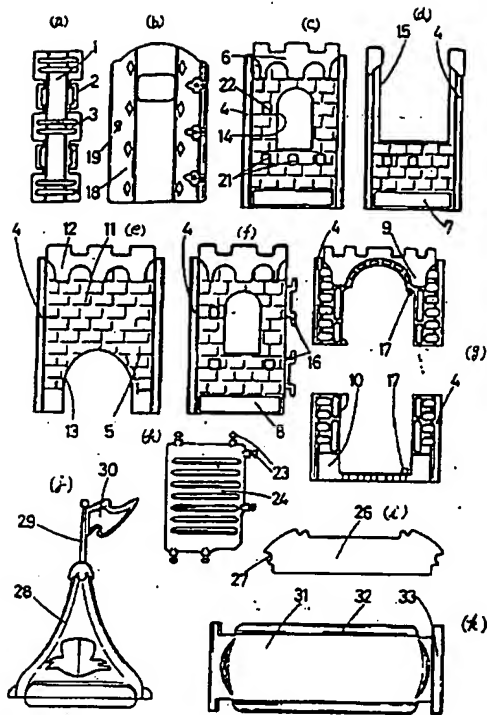 (a) (b) (c) (d)
1 2 3 19 18 6 22 4 14 21 15 4 7
(e) (f) (g)
4 12 11 13 5 4 16 8 4 9 17 10 17 4
(h) 23 24
(j) 30 29 28
26 (i) 27
31 32 33 (k)